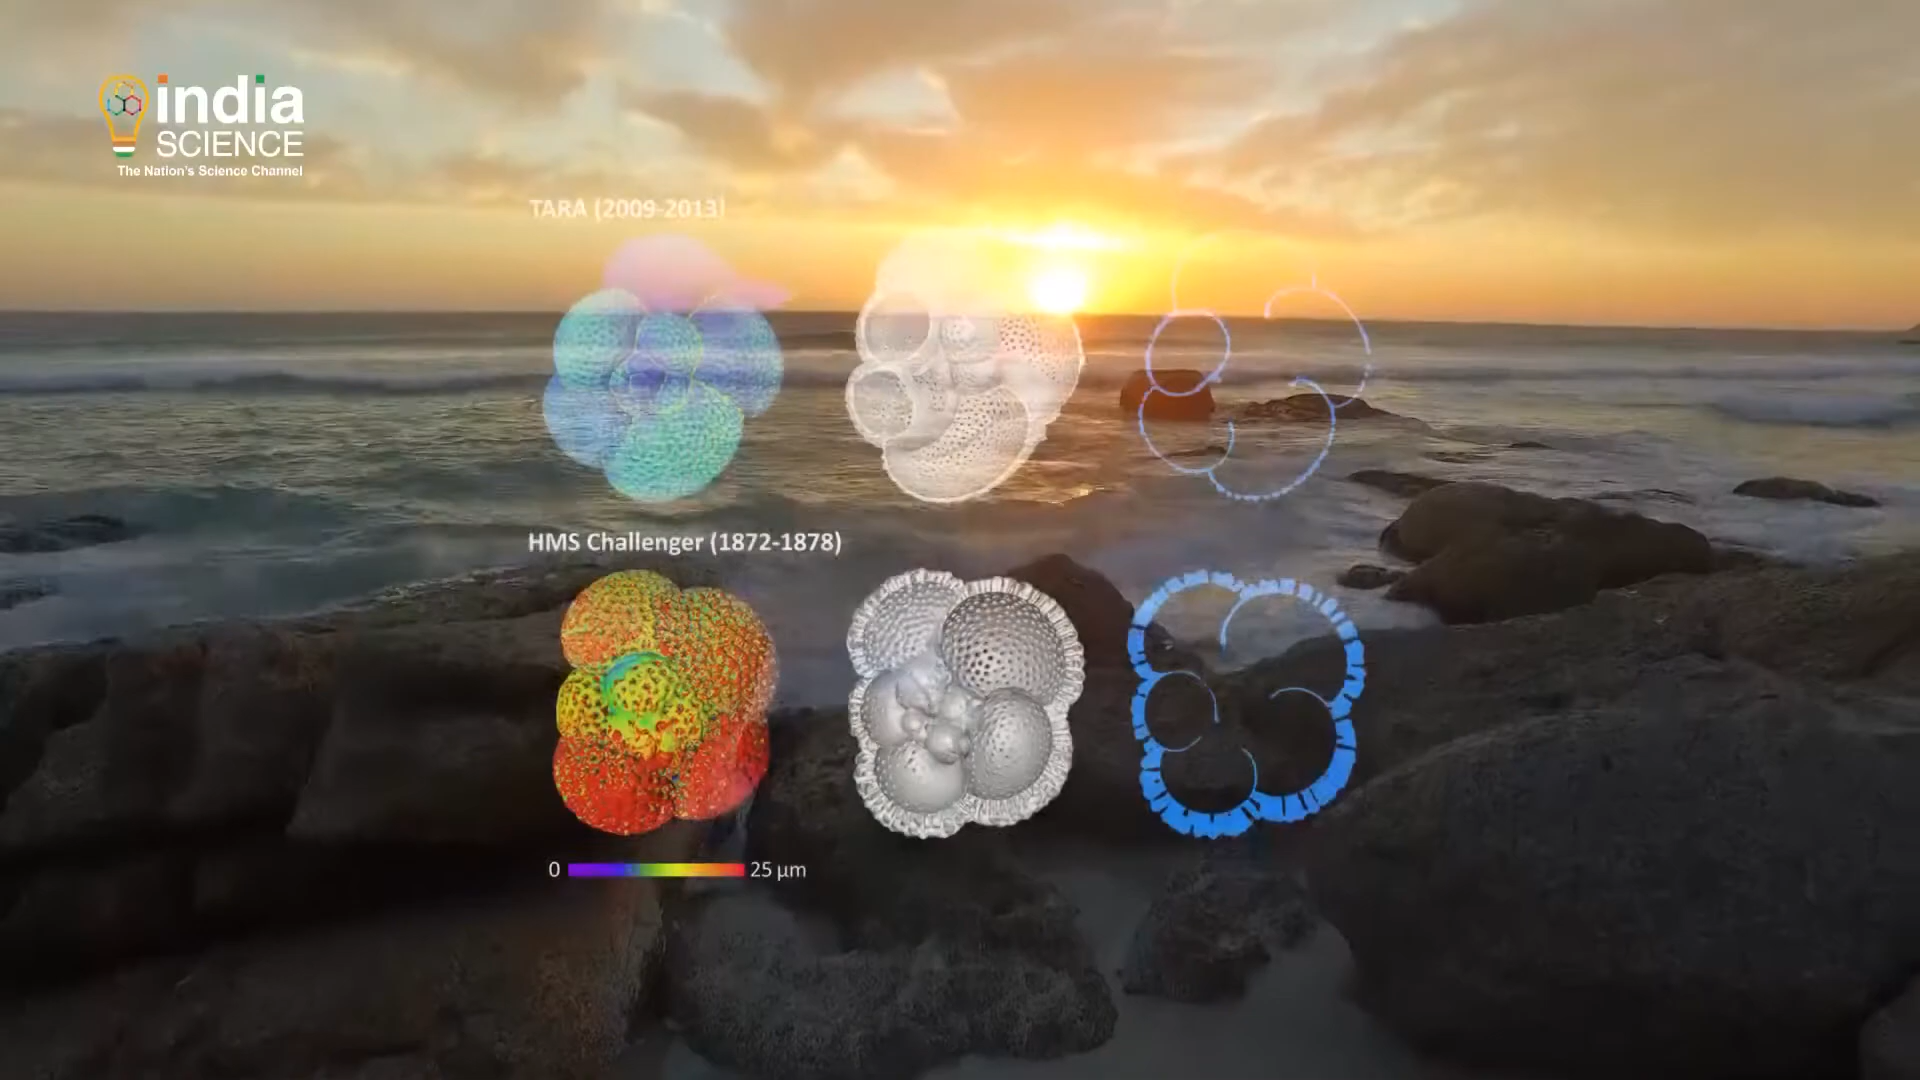 india
SCIENCE
The Nation's Science Channel
TARA (2009-2013)
HMS Challenger (1872-1878)
0 25 µm